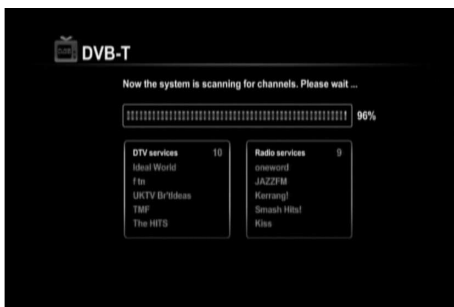 DVB-T
Now the system is scanning for channels. Please wait ...
96%
DTV services 10
Ideal World
f tn
UKTV Br'tIdeas
TMF
The HITS
Radio services 9
oneword
JAZZFM
Kerrang!
Smash Hits!
Kiss